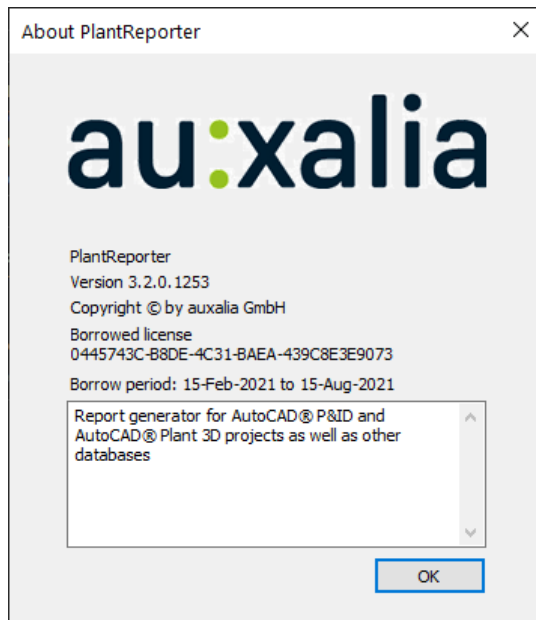 About PlantReporter
au:xalia
PlantReporter
Version 3.2.0.1253
Copyright © by auxalia GmbH
Borrowed license
0445743C-B8DE-4C31-BAEA-439C8E3E9073
Borrow period: 15-Feb-2021 to 15-Aug-2021
Report generator for AutoCAD® P&ID and
AutoCAD® Plant 3D projects as well as other
databases
OK